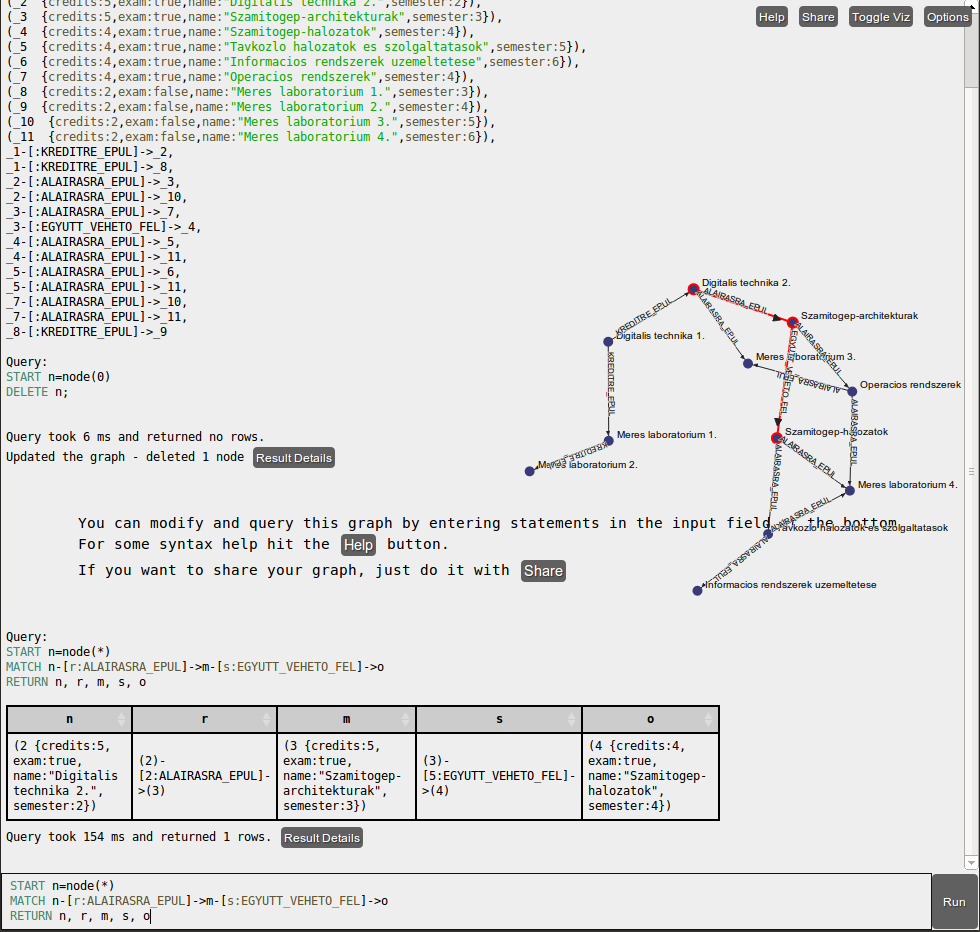 (_2 {credits:5,exam:true,name:"Digitalis technika 2.",semester:2}),
(_3 {credits:5,exam:true,name:"Szamitogep-architekturak",semester:3}),
(_4 {credits:4,exam:true,name:"Szamitogep-halozatok",semester:4}),
(_5 {credits:4,exam:true,name:"Tavkozlo halozatok es szolgaltatasok",semester:5}),
(_6 {credits:4,exam:true,name:"Informacios rendszerek uzemeltetese",semester:6}),
(_7 {credits:4,exam:true,name:"Operacios rendszerek",semester:4}),
(_8 {credits:2,exam:false,name:"Meres laboratorium 1.",semester:3}),
(_9 {credits:2,exam:false,name:"Meres laboratorium 2.",semester:4}),
(_10 {credits:2,exam:false,name:"Meres laboratorium 3.",semester:5}),
(_11 {credits:2,exam:false,name:"Meres laboratorium 4.",semester:6}),
_1-[:KREDITRE_EPUL]->_2,
_1-[:KREDITRE_EPUL]->_8,
_2-[:ALAIRASRA_EPUL]->_3,
_2-[:ALAIRASRA_EPUL]->_10,
_3-[:ALAIRASRA_EPUL]->_7,
_3-[:EGYUTT_VEHETO_FEL]->_4,
_4-[:ALAIRASRA_EPUL]->_5,
_4-[:ALAIRASRA_EPUL]->_11,
_5-[:ALAIRASRA_EPUL]->_6,
_5-[:ALAIRASRA_EPUL]->_11,
_7-[:ALAIRASRA_EPUL]->_10,
_7-[:ALAIRASRA_EPUL]->_11,
_8-[:KREDITRE EPUL]->_9
Help Share Toggle Viz Options
Query:
START n=node(0)
DELETE n;
Query took 6 ms and returned no rows.
Updated the graph - deleted 1 node Result Details
Digitalis technika 2.
ALAIRASRA_EPUL
KREDITRE_EPUL
Szamitogep-architekturak
Digitalis technika 1.
ALAIRASRA_EPUL
EGYUTT_VEHETO_FEL
ALAIRASRA_EPUL
Meres laboratorium 3.
ALAIRASRA_EPUL
Operacios rendszerek
KREDITRE_EPUL
ALAIRASRA_EPUL
Meres laboratorium 1.
Szamitogep-halozatok
KREDITRE_EPUL
Meres laboratorium 2.
ALAIRASRA_EPUL
ALAIRASRA_EPUL
Meres laboratorium 4.
ALAIRASRA_EPUL
Tavkozlo halozatok es szolgaltatasok
ALAIRASRA_EPUL
Informacios rendszerek uzemeltetese
You can modify and query this graph by entering statements in the input field the bottom.
For some syntax help hit the Help button.
If you want to share your graph, just do it with Share
Query:
START n=node(*)
MATCH n-[r:ALAIRASRA_EPUL]->m-[s:EGYUTT_VEHETO_FEL]->o
RETURN n, r, m, s, o
n r m s o
(2 {credits:5,
exam:true,
name:"Digitalis
technika 2.",
semester:2})
(2)-
[2:ALAIRASRA_EPUL]-
>(3)
(3 {credits:5,
exam:true,
name:"Szamitogep-
architekturak",
semester:3})
(3)-
[5:EGYUTT_VEHETO_FEL]-
>(4)
(4 {credits:4,
exam:true,
name:"Szamitogep-
halozatok",
semester:4})
Query took 154 ms and returned 1 rows. Result Details
START n=node(*)
MATCH n-[r:ALAIRASRA_EPUL]->m-[s:EGYUTT_VEHETO_FEL]->o
RETURN n, r, m, s, o
Run